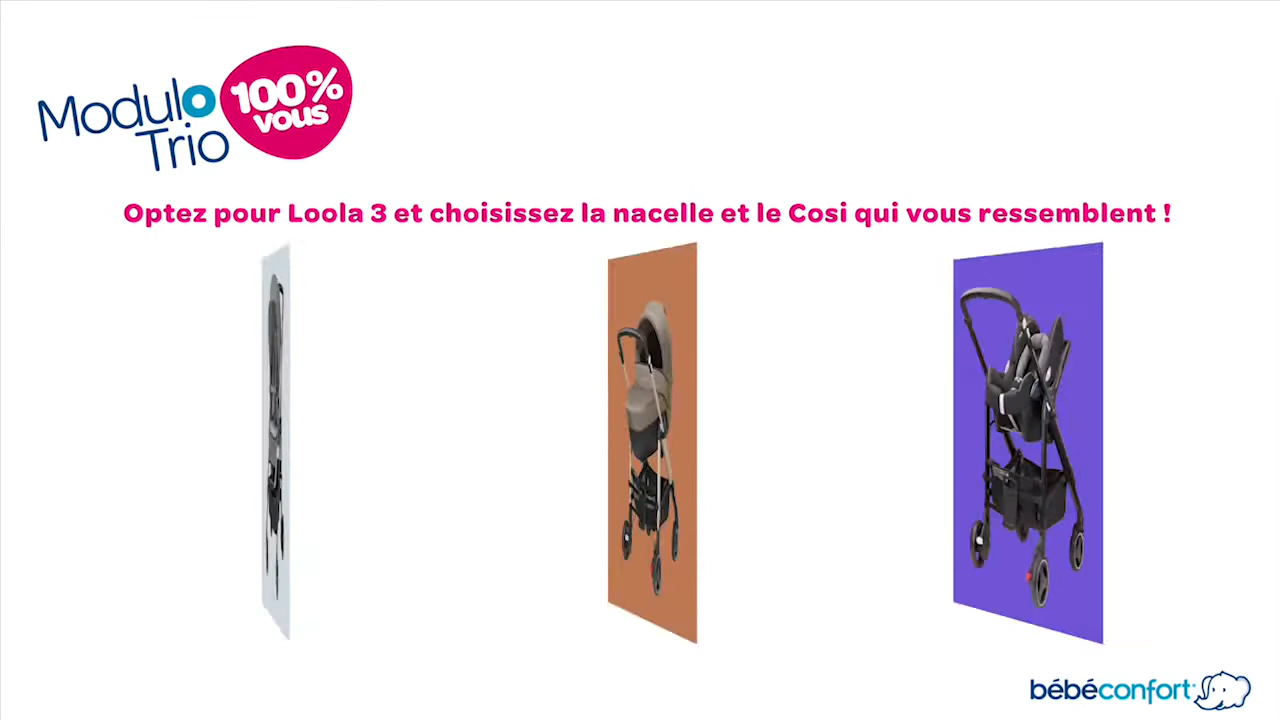 Modulo
Trio
100%
vous
Optez pour Loola 3 et choisissez la nacelle et le Cosi qui vous ressemblent !
bébéconfort